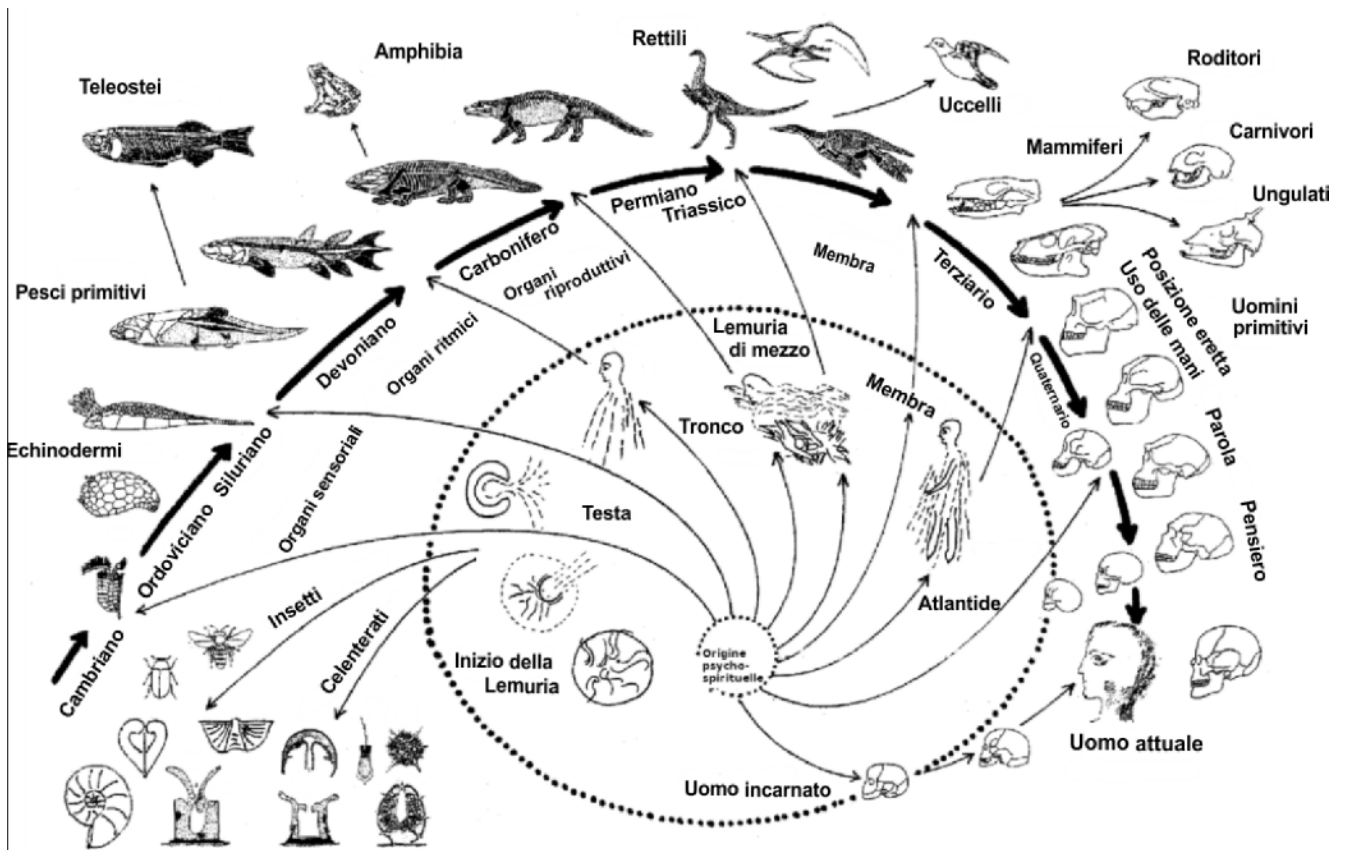 Teleostei
Amphibia
Rettili
Uccelli
Roditori
Mammiferi
Carnivori
Ungulati
Pesci primitivi
Echinodermi
Cambriano
Ordoviciano
Siluriano
Devoniano
Carbonifero
Permiano
Triassico
Terziario
Quaternario
Organi sensoriali
Organi ritmici
Organi
riproduttivi
Membra
Posizione eretta
Uso delle mani
Uomini
primitivi
Parola
Pensiero
Lemuria
di mezzo
Membra
Tronco
Testa
Insetti
Celenterati
Inizio della
Lemuria
Origine
psycho-
spirituelle
Atlantide
Uomo incarnato
Uomo attuale